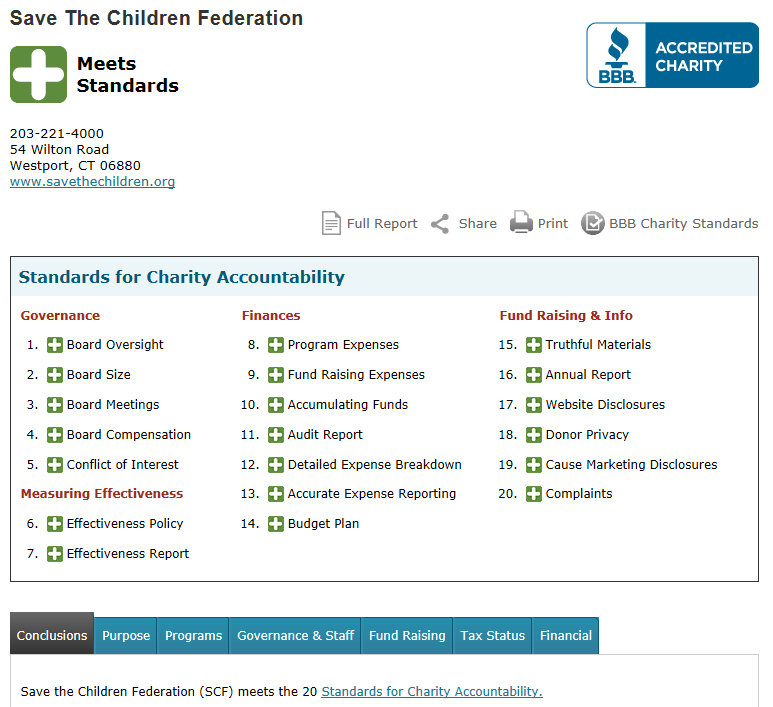 Save The Children Federation
Meets
Standards
BBB.
ACCREDITED
CHARITY
203-221-4000
54 Wilton Road
Westport, CT 06880
www.savethechildren.org
Full Report
Share
Print
BBB Charity Standards
Standards for Charity Accountability
Governance
1. Board Oversight
2. Board Size
3. Board Meetings
4. Board Compensation
5. Conflict of Interest
Measuring Effectiveness
6. Effectiveness Policy
7. Effectiveness Report
Finances
8. Program Expenses
9. Fund Raising Expenses
10. Accumulating Funds
11. Audit Report
12. Detailed Expense Breakdown
13. Accurate Expense Reporting
14. Budget Plan
Fund Raising & Info
15. Truthful Materials
16. Annual Report
17. Website Disclosures
18. Donor Privacy
19. Cause Marketing Disclosures
20. Complaints
Conclusions
Purpose
Programs
Governance & Staff
Fund Raising
Tax Status
Financial
Save the Children Federation (SCF) meets the 20 Standards for Charity Accountability.